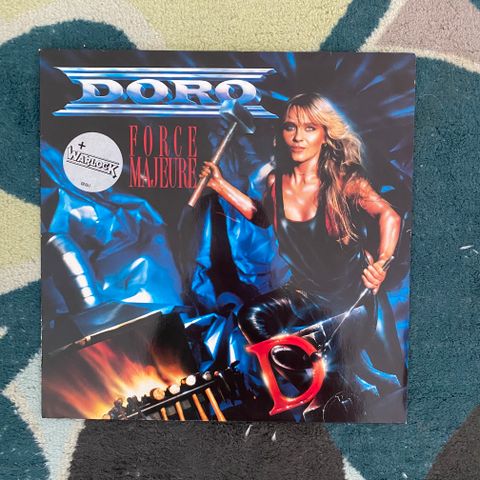 DORO
FORCE
MAJEURE
+
WARLOCK
D